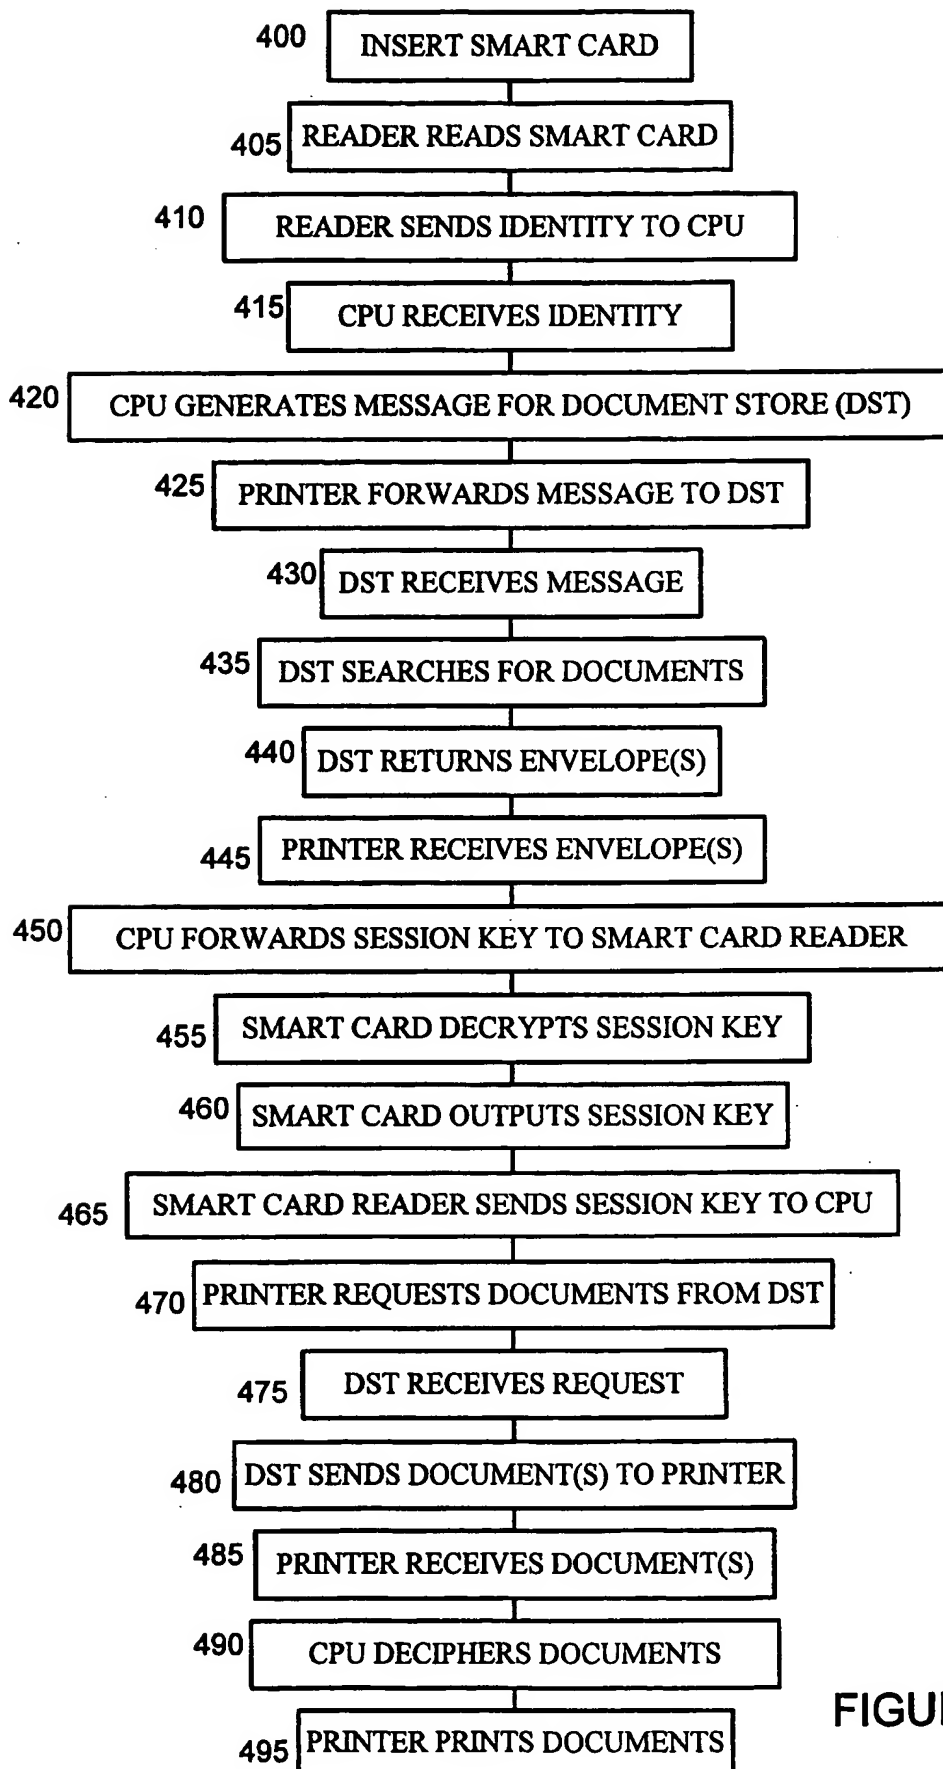 400 INSERT SMART CARD
405 READER READS SMART CARD
410 READER SENDS IDENTITY TO CPU
415 CPU RECEIVES IDENTITY
420 CPU GENERATES MESSAGE FOR DOCUMENT STORE (DST)
425 PRINTER FORWARDS MESSAGE TO DST
430 DST RECEIVES MESSAGE
435 DST SEARCHES FOR DOCUMENTS
440 DST RETURNS ENVELOPE(S)
445 PRINTER RECEIVES ENVELOPE(S)
450 CPU FORWARDS SESSION KEY TO SMART CARD READER
455 SMART CARD DECRYPTS SESSION KEY
460 SMART CARD OUTPUTS SESSION KEY
465 SMART CARD READER SENDS SESSION KEY TO CPU
470 PRINTER REQUESTS DOCUMENTS FROM DST
475 DST RECEIVES REQUEST
480 DST SENDS DOCUMENT(S) TO PRINTER
485 PRINTER RECEIVES DOCUMENT(S)
490 CPU DECIPHERS DOCUMENTS
495 PRINTER PRINTS DOCUMENTS